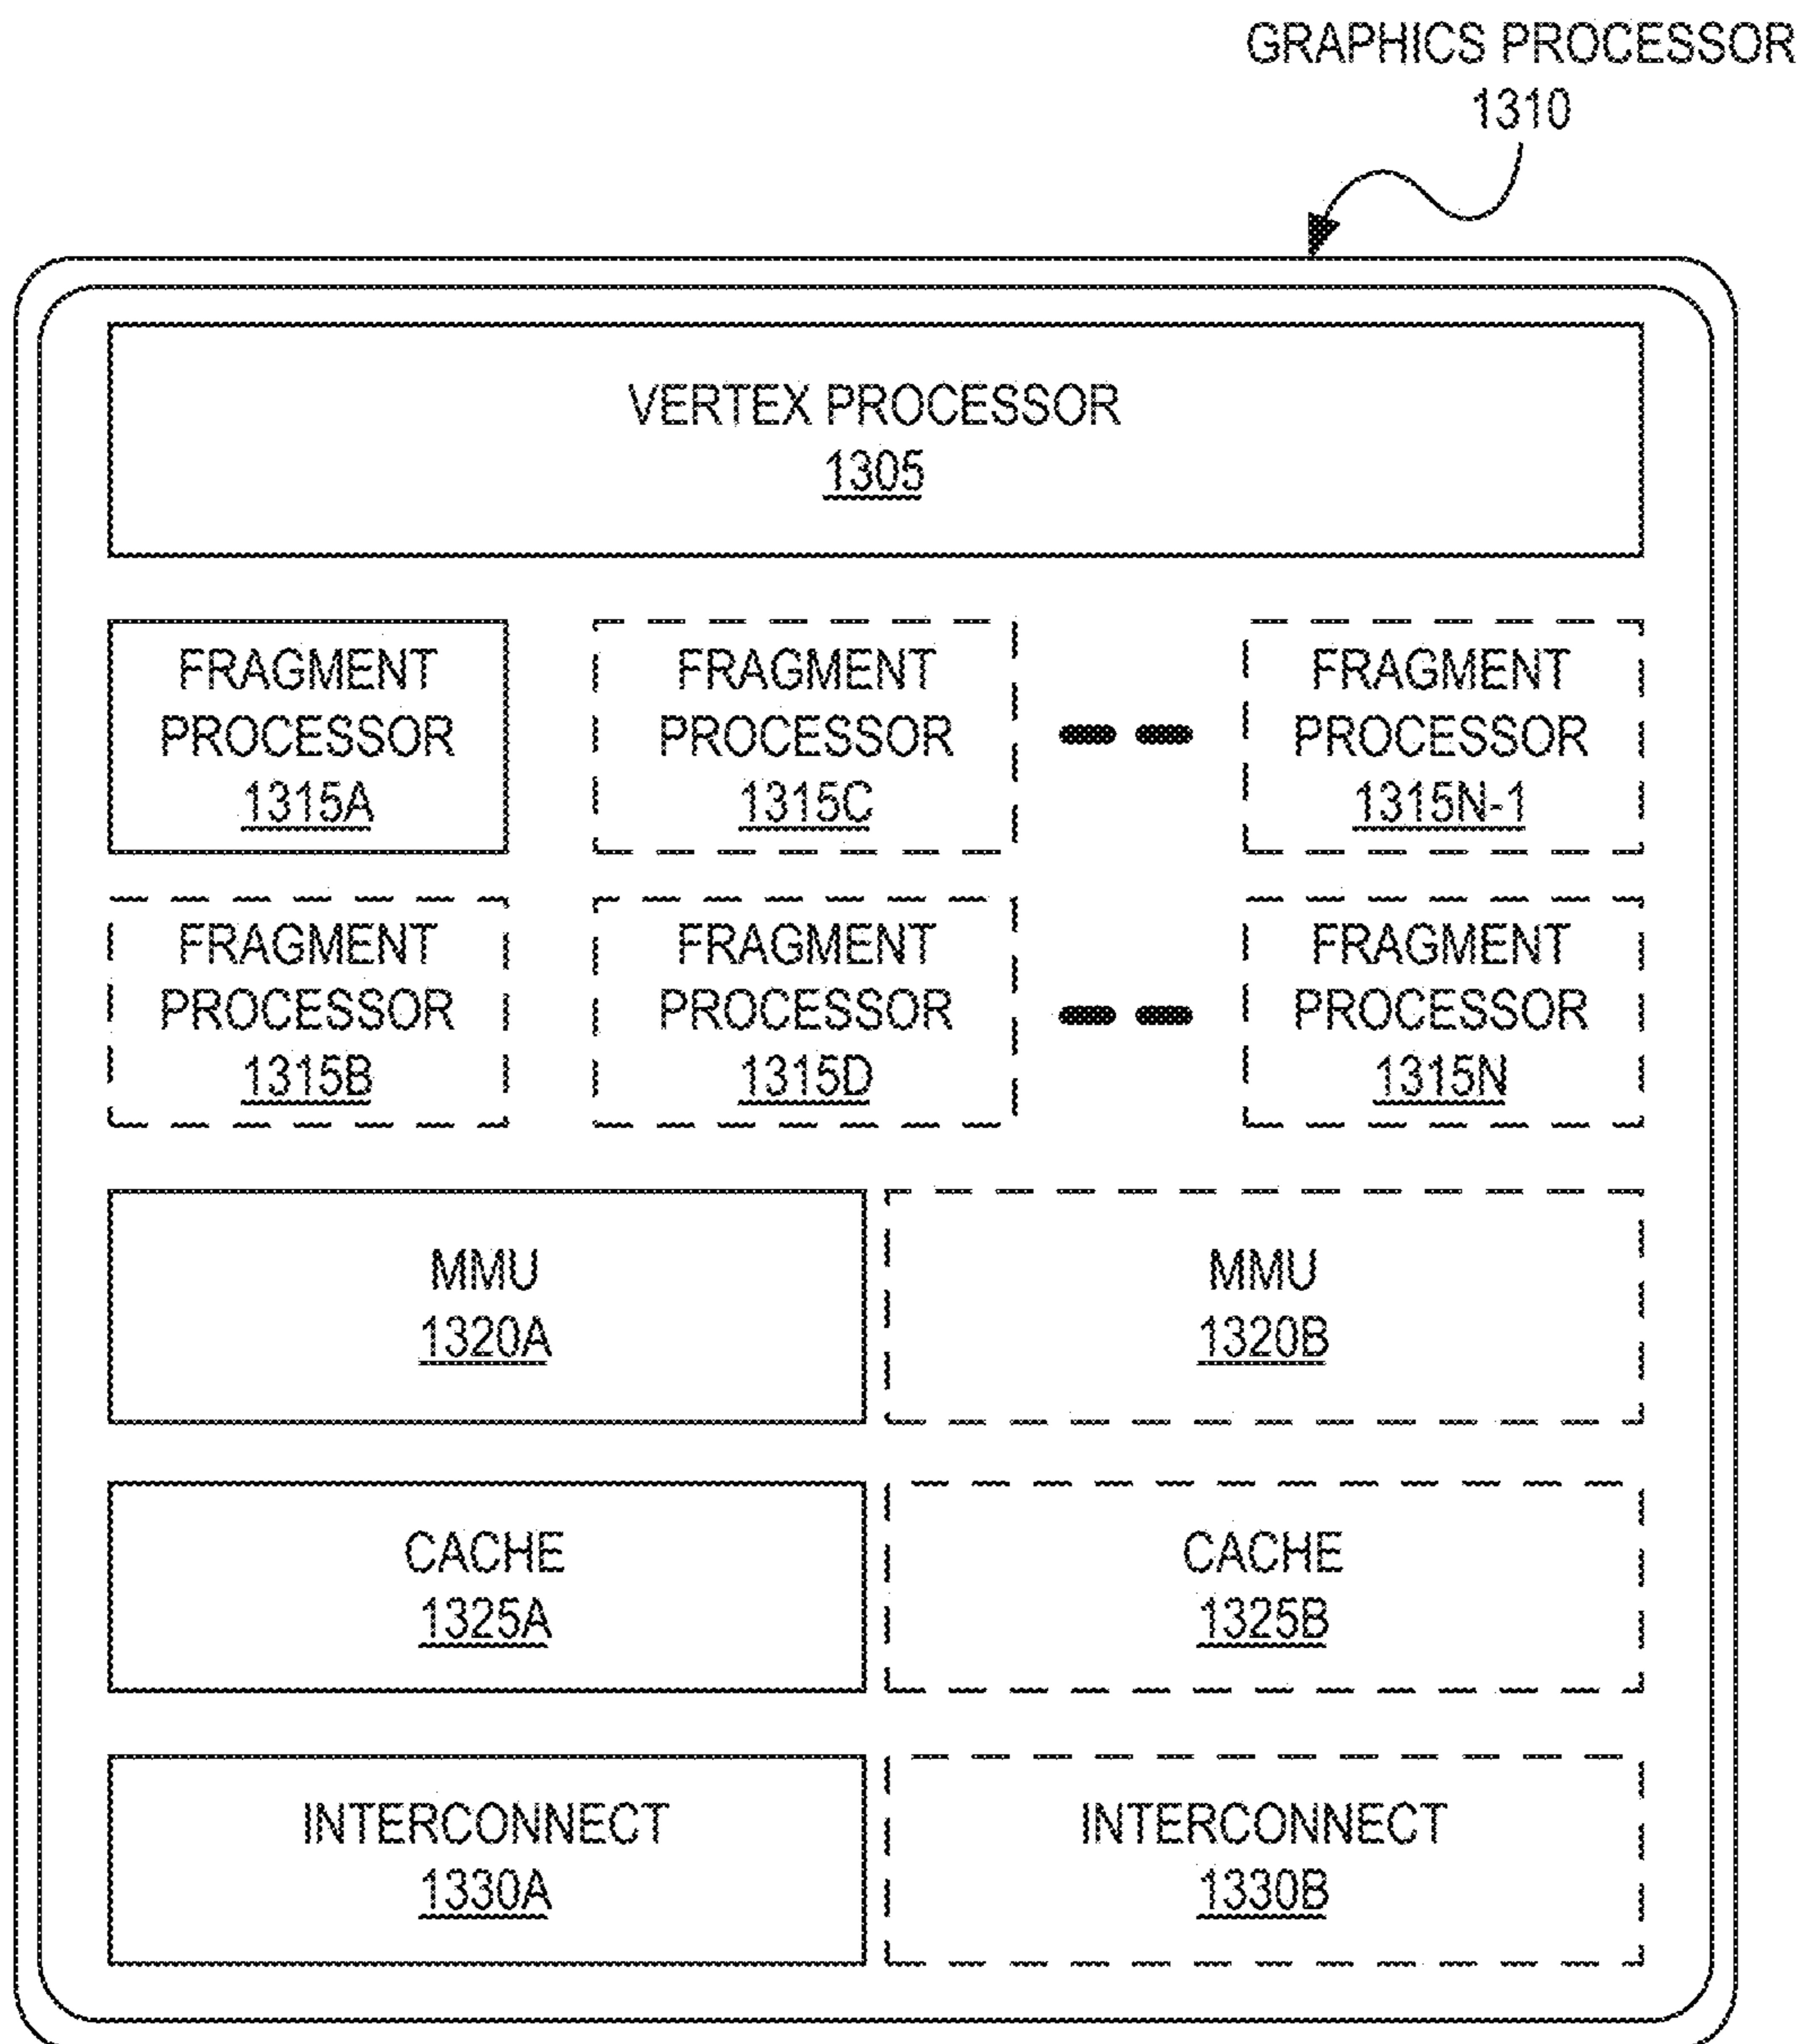 GRAPHICS PROCESSOR
1310
VERTEX PROCESSOR
1305
FRAGMENT
PROCESSOR
1315A
FRAGMENT
PROCESSOR
1315C
FRAGMENT
PROCESSOR
1315N-1
FRAGMENT
PROCESSOR
1315B
FRAGMENT
PROCESSOR
1315D
FRAGMENT
PROCESSOR
1315N
MMU
1320A
MMU
1320B
CACHE
1325A
CACHE
1325B
INTERCONNECT
1330A
INTERCONNECT
1330B